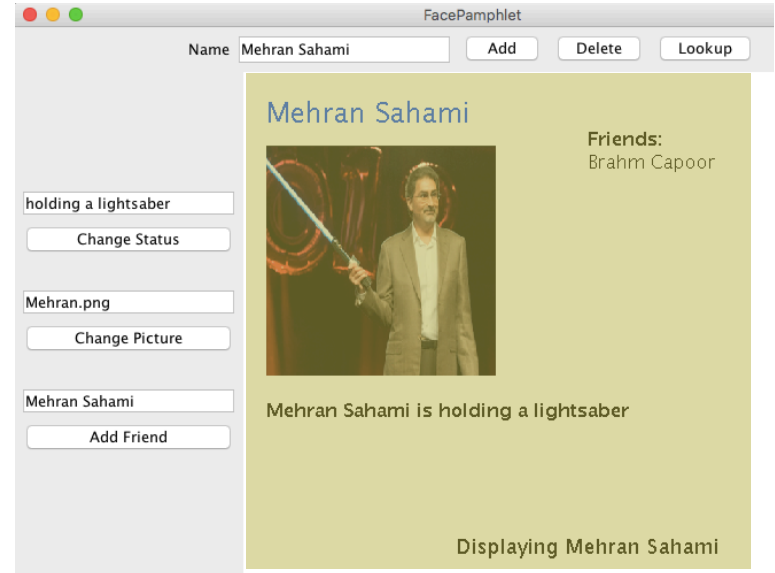 FacePamphlet
Name Mehran Sahami Add Delete Lookup
Mehran Sahami
Friends:
Brahm Capoor
holding a lightsaber
Change Status
Mehran.png
Change Picture
Mehran Sahami
Add Friend
Mehran Sahami is holding a lightsaber
Displaying Mehran Sahami